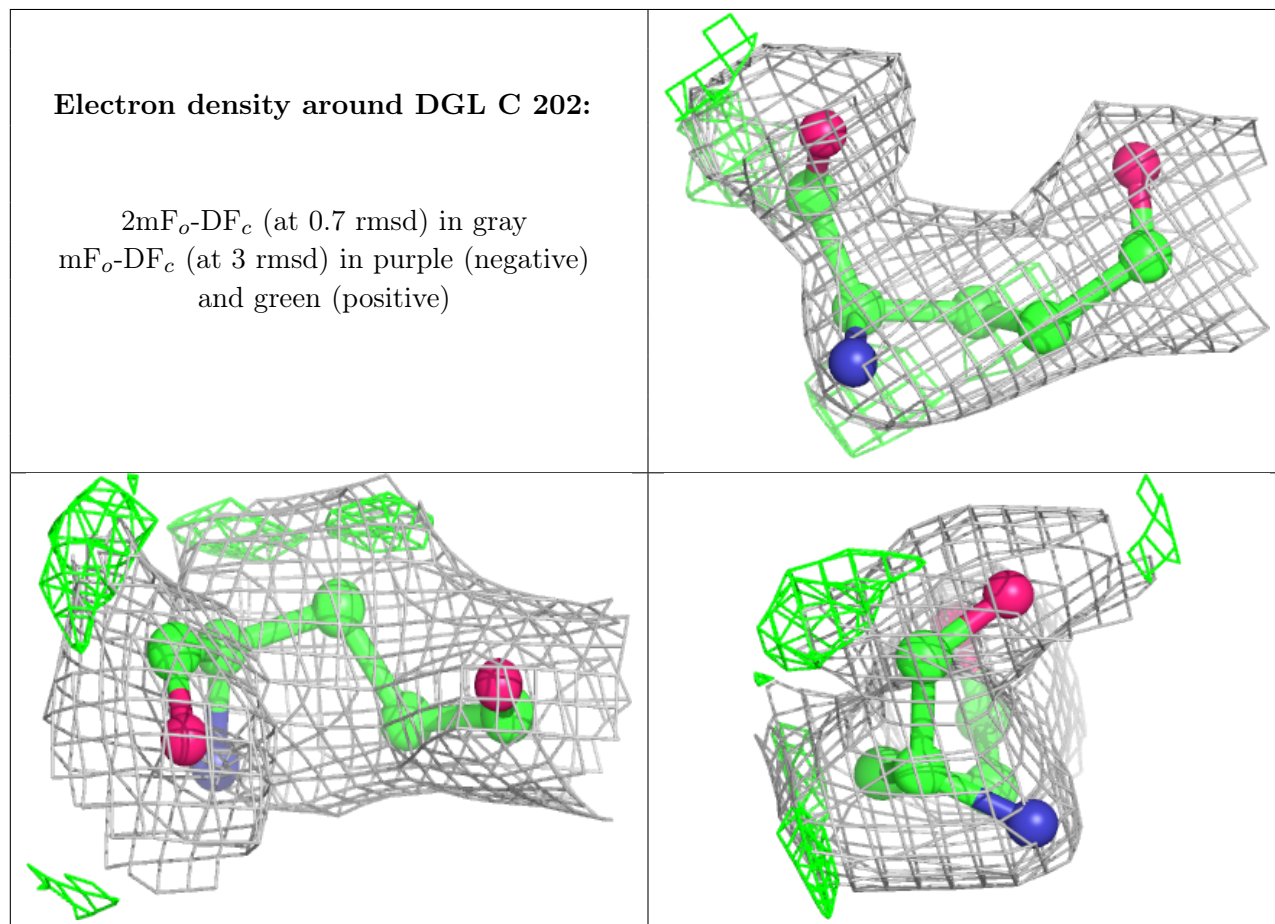 Electron density around DGL C 202:
2mFo-DFc (at 0.7 rmsd) in gray
mFo-DFc (at 3 rmsd) in purple (negative)
and green (positive)